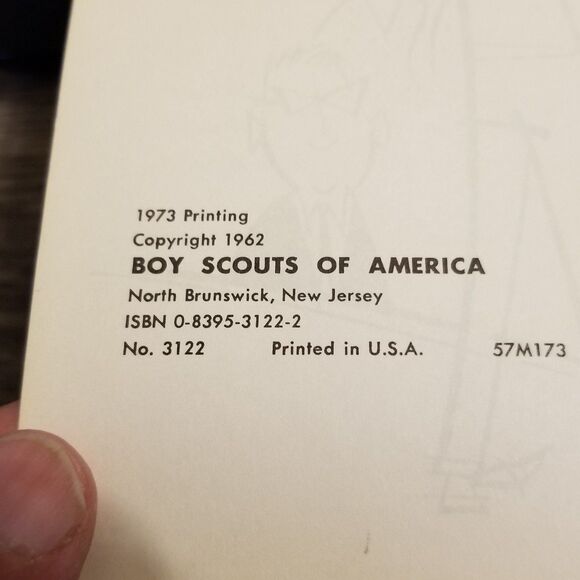 1973 Printing
Copyright 1962
BOY SCOUTS OF AMERICA
North Brunswick, New Jersey
ISBN 0-8395-3122-2
No. 3122 Printed in U.S.A. 57M173